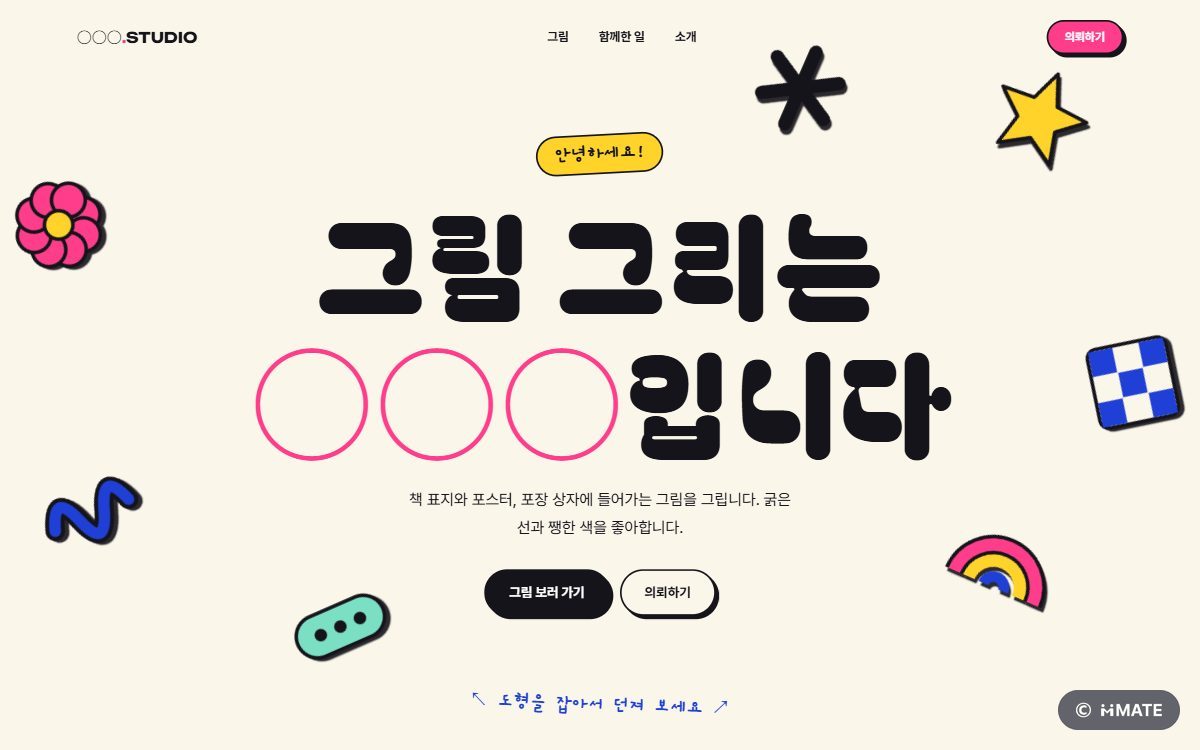 ○○○.STUDIO
그림
함께한 일
소개
의뢰하기
안녕하세요!
그림 그리는
○○○입니다
책 표지와 포스터, 포장 상자에 들어가는 그림을 그립니다. 굵은
선과 쨍한 색을 좋아합니다.
그림 보러 가기
의뢰하기
↖ 도형을 잡아서 던져 보세요 ↗
© MATE